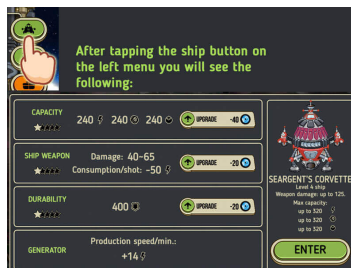 After tapping the ship button on
the left menu you will see the
following:
CAPACITY
240 240 240
UPGRADE -40
SHIP WEAPON
Damage: 40-65
Consumption/shot: -50
UPGRADE -20
DURABILITY
400
UPGRADE -20
GENERATOR
Production speed/min.:
+14
SEARGENT'S CORVETTE
Level 4 ship
Weapon damage: up to 125.
Max capacity:
up to 320
up to 320
up to 320
ENTER